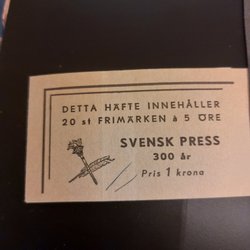 DETTA HÄFTE INNEHÅLLER
20 st FRIMÄRKEN à 5 ÖRE
SVENSK PRESS
300 år
Pris 1 krona